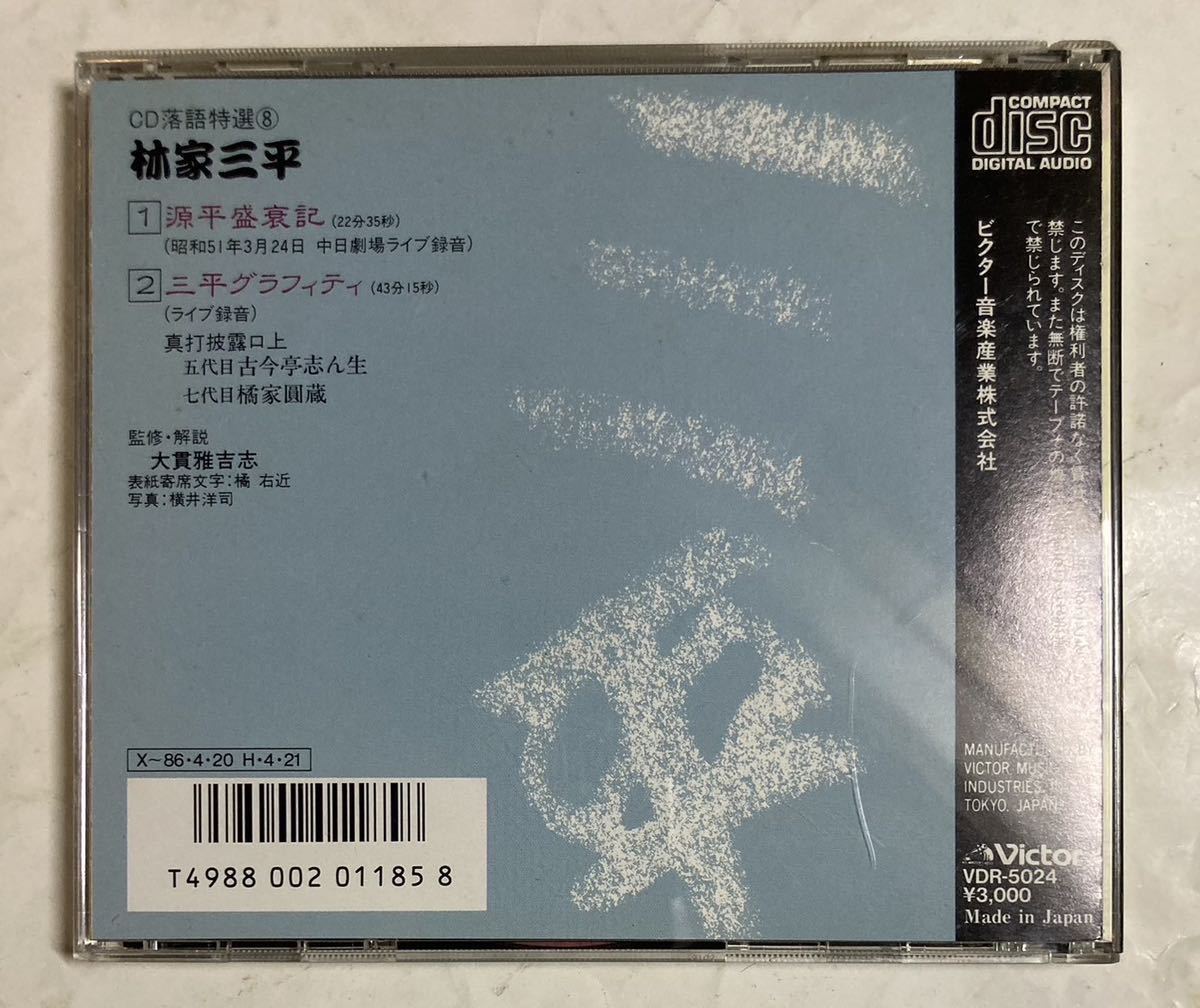 CD落語特選⑧
林家三平
1 源平盛衰記(22分35秒)
(昭和51年3月24日 中日劇場ライブ録音)
2 三平グラフィティ(43分15秒)
(ライブ録音)
真打披露口上
五代目古今亭志ん生
七代目橘家圓蔵
監修・解説
大貫雅吉志
表紙寄席文字:橘 右近
写真:横井洋司
X〜86・4・20 H・4・21
T4988 002 01185 8
COMPACT
disc
DIGITAL AUDIO
このディスクは権利者の許諾なく
禁じます。また無断でテープその他
で禁じられています。
ビクター音楽産業株式会社
MANUFACT BY
VICTOR MUSI
INDUSTRIES,
TOKYO, JAPAN
Victor
VDR-5024
¥3,000
Made in Japan